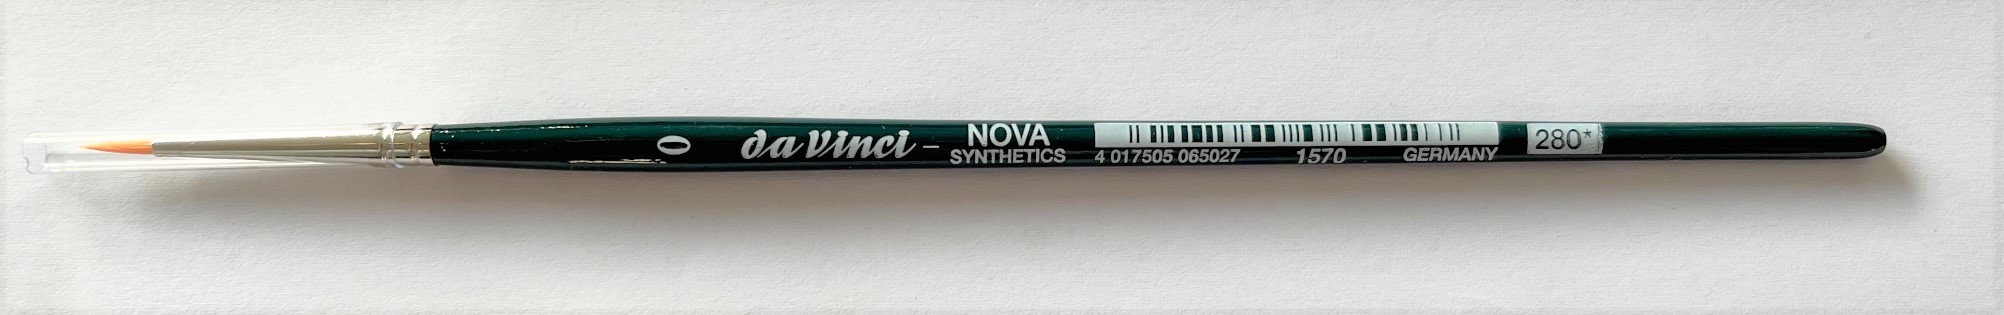 0
da Vinci –
NOVA
SYNTHETICS
4 017505 065027 1570 GERMANY
280*